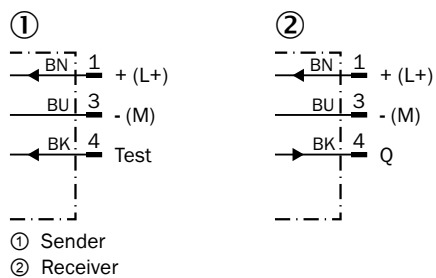 ① ②
BN 1 + (L+) BN 1 + (L+)
BU 3 - (M) BU 3 - (M)
BK 4 Test BK 4 Q
① Sender
② Receiver